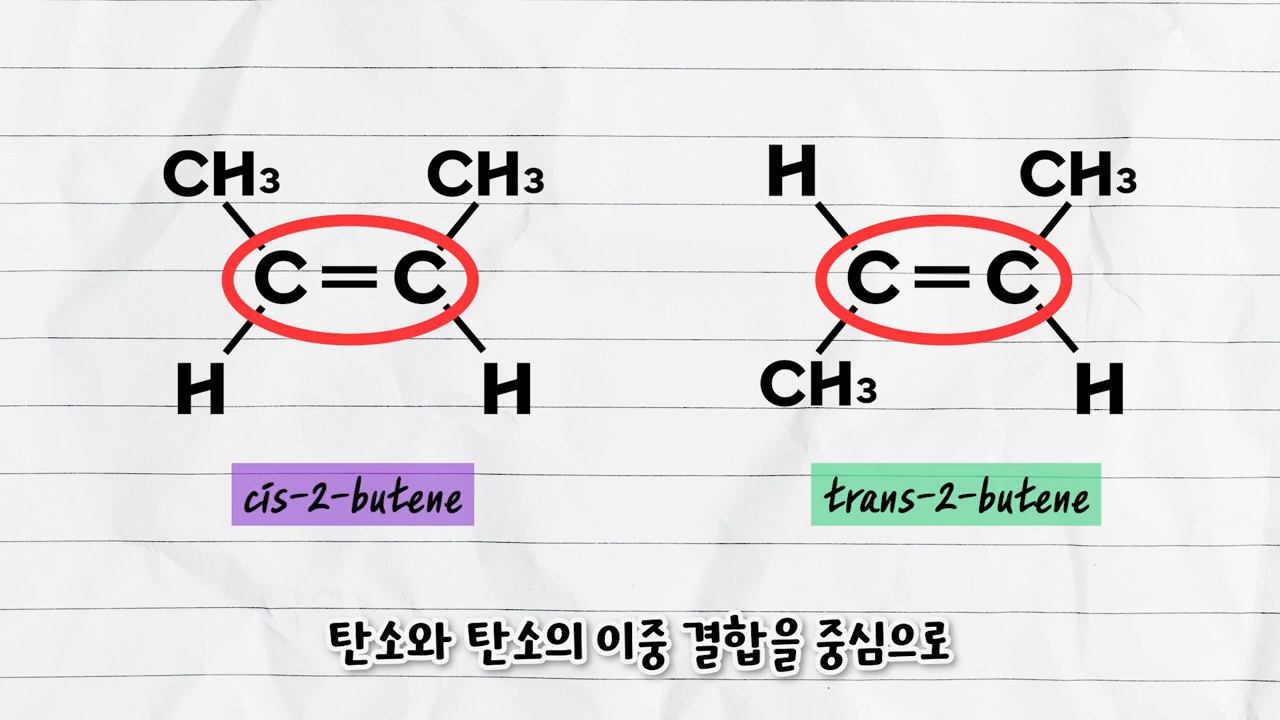 CH₃ CH₃ H CH₃
C=C C=C
H H CH₃ H
cis-2-butene trans-2-butene
탄소와 탄소의 이중 결합을 중심으로